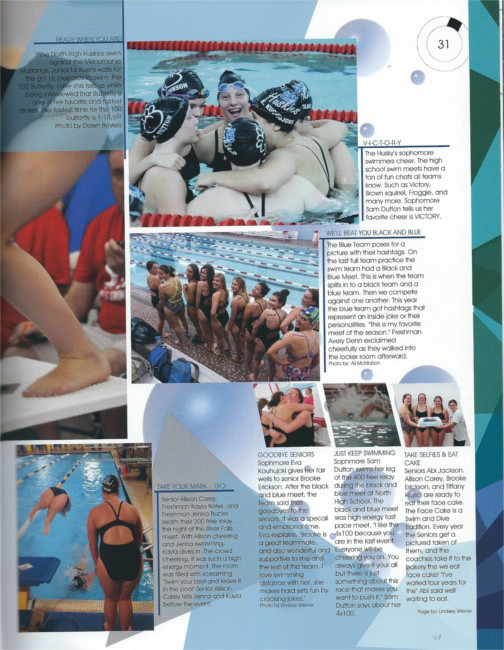 31
READY WHEN YOU ARE!
The North High Huskies swim
against the Menomonie
Mustangs. Junior Liz Kuehl waits for
the girl. Liz prepares to swim the
100 Butterfly. Later she told us while
being interviewed that Butterfly is
one of her favorite and fastest
strokes. Her fastest time for the 100
butterfly is 1:10.59!
Photo by
V-I-C-T-O-R-Y
The Husky's sophomore
swimmers cheer. The high
school swim meets have a
ton of fun chats all teams
know. Such as Victory,
Brown squirrel, Froggie, and
many more. Sophomore
Sam Dutton tells us her
favorite cheer is VICTORY.
WE'LL BEAT YOU BLACK AND BLUE
The Blue Team poses for a
picture with their hashtags. On
the last full team practice the
swim team had a Black and
Blue Meet. This is when the team
splits in to a black team and a
blue team. Then we compete
against one another. This year
the blue team got hashtags that
represent an inside joke or their
personalities. "This is my favorite
meet of the season." Freshman
Avery Denn exclaimed
cheerfully as they walked into
the locker room afterward.
Photo by: Ali McMahon
TAKE YOUR MARK... GO!
Senior Allison Carey,
Freshman Kayla Bates, and
Freshman Jenna Trucke
swam their 200 free relay
the night of the River Falls
meet. With Allison cheering
and Jenna swimming,
Kayla dives in. The crowd
cheering. It was such a high
energy moment, the room
was filled with screaming
"Swim your best and leave it
in the pool" Senior Allison
Carey tells Jenna and Kayla
before the event.
GOODBYE SENIORS
Sophmore Eva
Kouhujski gives her fair
wells to senior Brooke
Erickson. After the black
and blue meet, the
team said their
goodbyes to the
seniors. It was a special
and emotional time.
Eva explains, "Brooke is
a great teammate,
and also wonderful and
supportive to me and
the rest of the team. I
love swimming
distance with her, she
makes hard sets fun by
cracking jokes."
Photo by Lindsey Weiner
JUST KEEP SWIMMING
Sophmore Sam
Dutton swims her leg
of the 400 free relay
during the black and
blue meet at North
High School. The
black and blue meet
was high energy fast
pace meet. "I like the
4x100 because you
are in the last event.
Everyone will be
cheering you on. You
always give it your all
but there is just
something about this
race that makes you
want to push it." Sam
Dutton says about her
4x100.
TAKE SELFIES & EAT
CAKE
Seniors Abi Jackson,
Allison Carey, Brooke
Erickson, and Tiffany
Kuehl are ready to
eat their face cake.
The Face Cake is a
Swim and Dive
tradition. Every year
the Seniors get a
pictured taken of
them, and the
coaches take it to the
bakery. Tho we eat
face cake! "I've
waited four years for
this" Abi said well
waiting to eat.
Page by: Lindsey Weiner